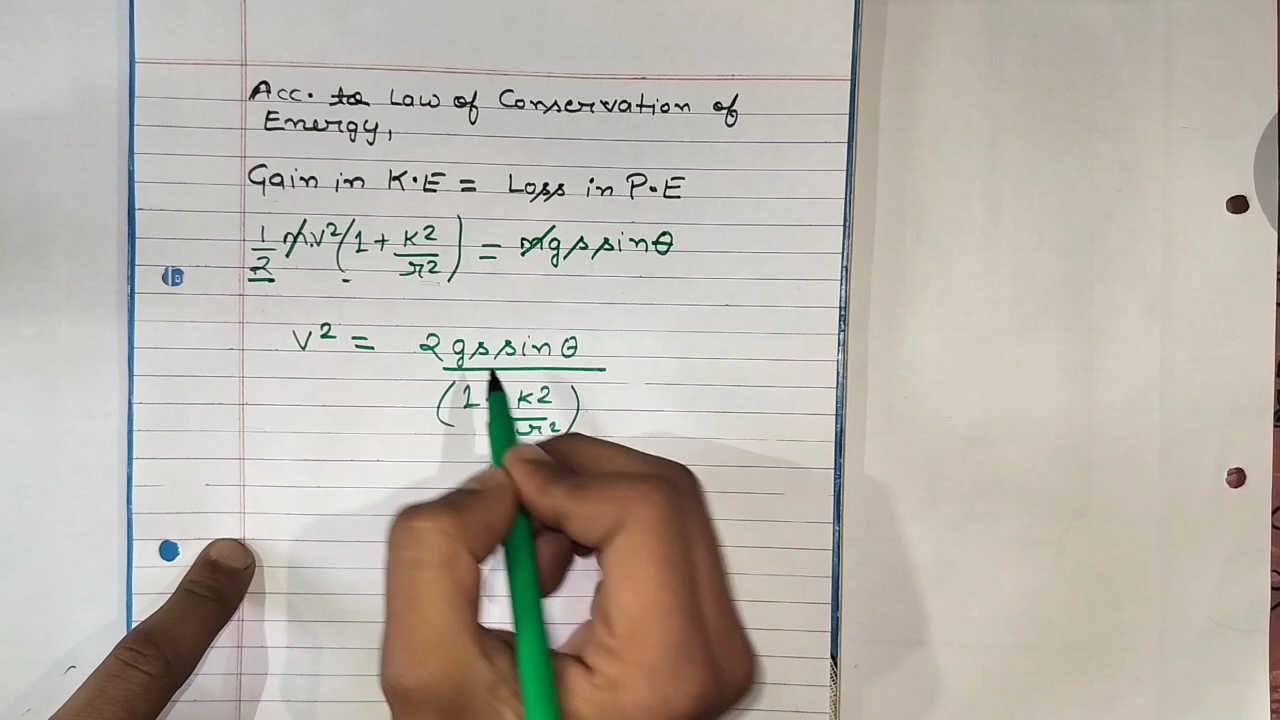 Acc. to Law of Conservation of
Energy,
Gain in K.E = Loss in P.E
1/2 m.v²(1 + K²/r²) = mgs sinθ
v² = 2gs sinθ
(1 + K²/r²)